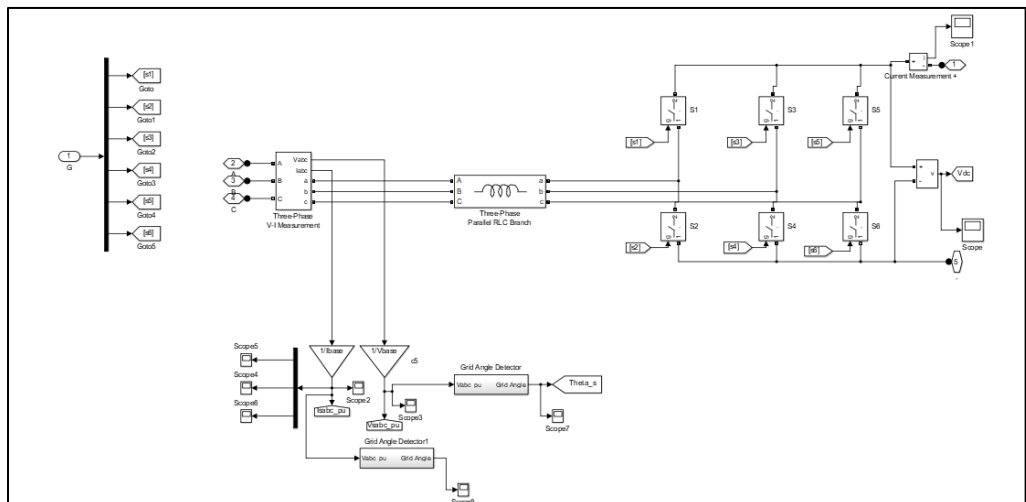 Scope1
1
Current Measurement +
[s1]
Goto
[s2]
Goto1
[s3]
Goto2
[s4]
Goto3
[s5]
Goto4
[s6]
Goto5
1
G
2
A
3
B
4
C
A
B
C
Vabc
Iabc
a
b
c
Three-Phase
V-I Measurement
A
B
C
a
b
c
Three-Phase
Parallel RLC Branch
S1
S3
S5
[s1]
[s3]
[s5]
S2
S4
S6
[s2]
[s4]
[s6]
+
-
v
Vdc
Scope
5
-
1/Ibase
1/Vbase
c5
Scope5
Scope4
Scope6
Scope2
Isabc_pu
Scope3
Vsabc_pu
Grid Angle Detector
Vabc pu
Grid Angle
Theta_s
Scope7
Grid Angle Detector1
Vabc pu
Grid Angle